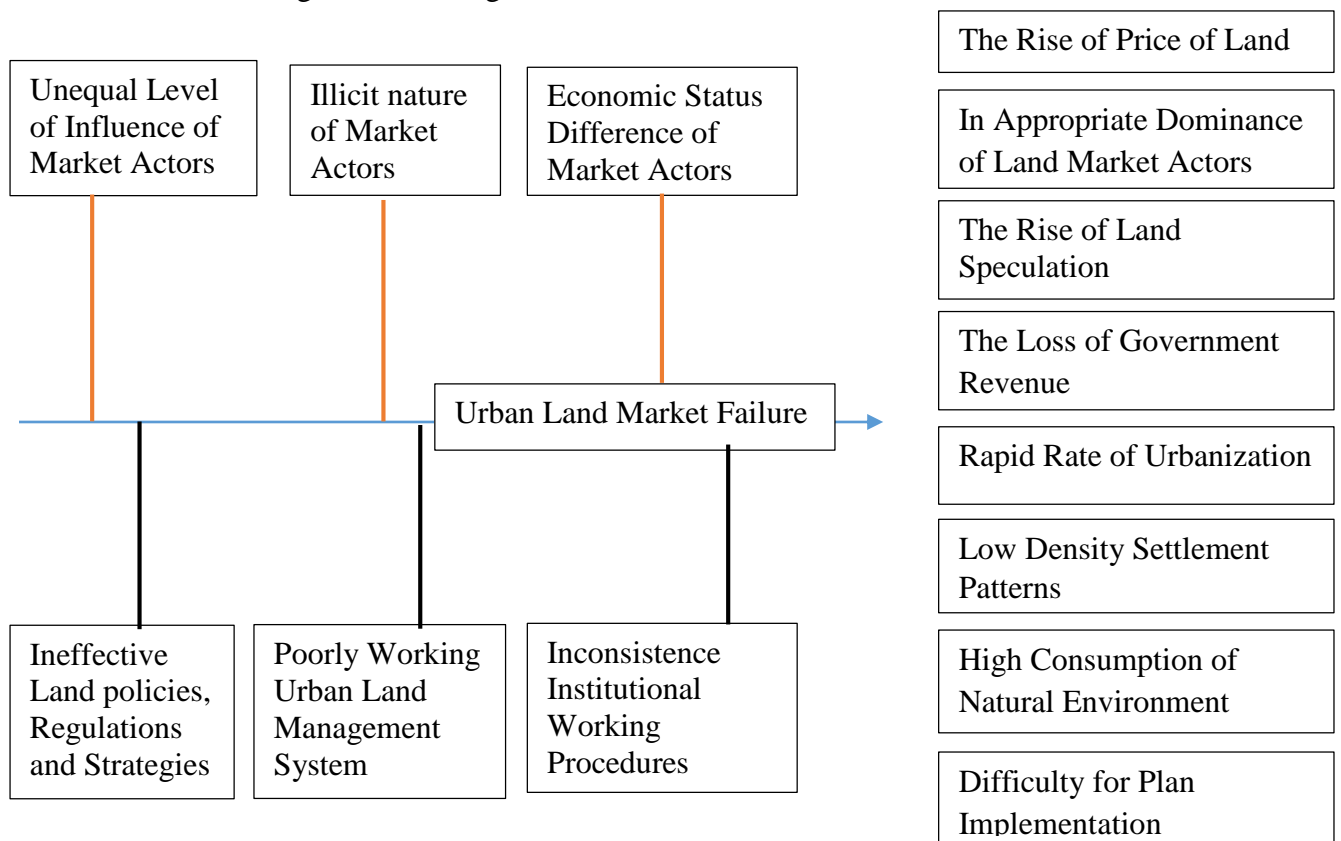 Unequal Level
of Influence of
Market Actors
Illicit nature
of Market
Actors
Economic Status
Difference of
Market Actors
Urban Land Market Failure
Ineffective
Land policies,
Regulations
and Strategies
Poorly Working
Urban Land
Management
System
Inconsistence
Institutional
Working
Procedures
The Rise of Price of Land
In Appropriate Dominance
of Land Market Actors
The Rise of Land
Speculation
The Loss of Government
Revenue
Rapid Rate of Urbanization
Low Density Settlement
Patterns
High Consumption of
Natural Environment
Difficulty for Plan
Implementation